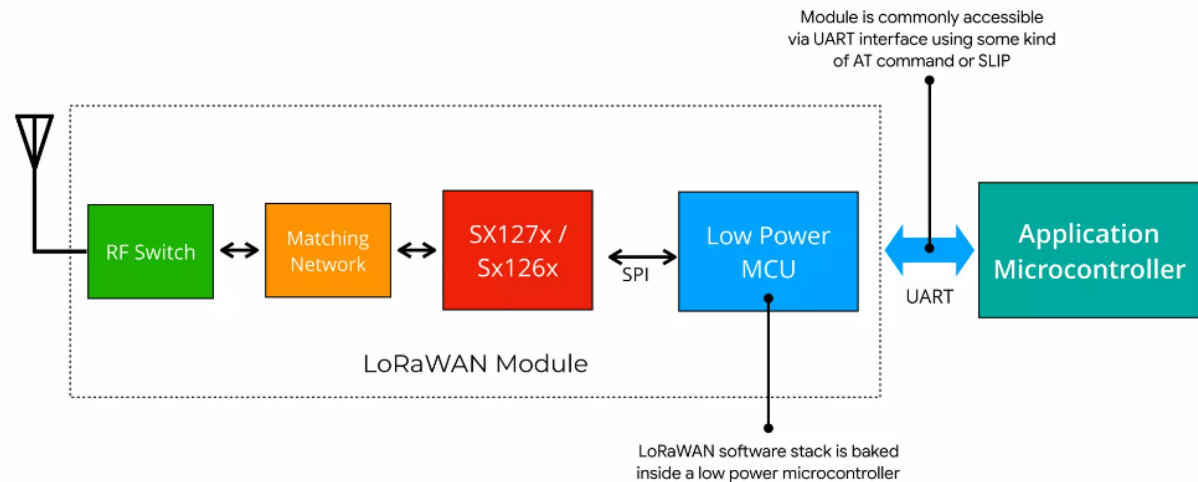 Module is commonly accessible
via UART interface using some kind
of AT command or SLIP
RF Switch
Matching
Network
SX127x /
Sx126x
SPI
Low Power
MCU
UART
Application
Microcontroller
LoRaWAN Module
LoRaWAN software stack is baked
inside a low power microcontroller